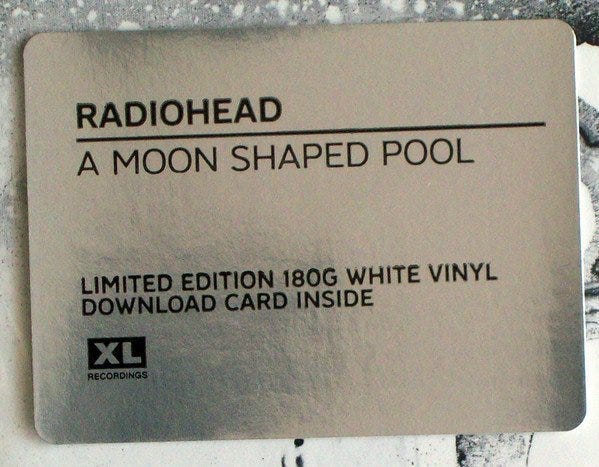 RADIOHEAD
A MOON SHAPED POOL
LIMITED EDITION 180G WHITE VINYL
DOWNLOAD CARD INSIDE
XL
RECORDINGS